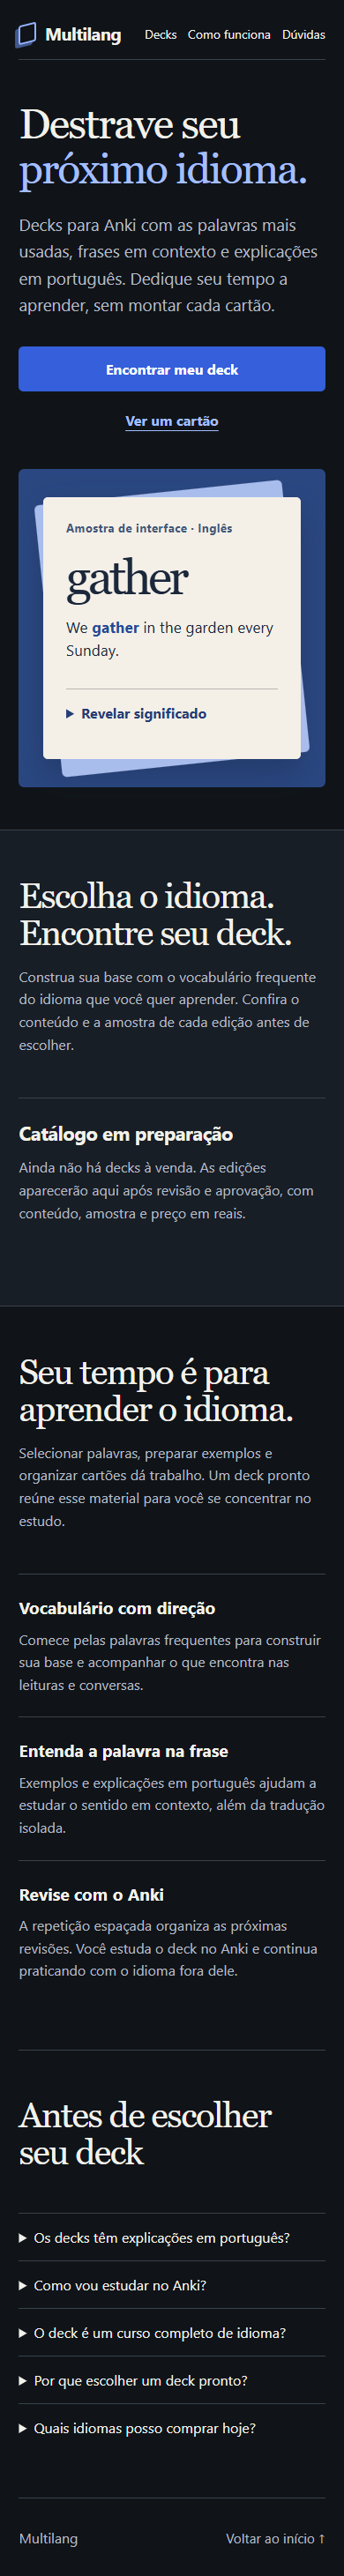 Multilang
Decks Como funciona Dúvidas
Destrave seu
próximo idioma.
Decks para Anki com as palavras mais
usadas, frases em contexto e explicações
em português. Dedique seu tempo a
aprender, sem montar cada cartão.
Encontrar meu deck
Ver um cartão
Amostra de interface · Inglês
gather
We gather in the garden every
Sunday.
▶ Revelar significado
Escolha o idioma.
Encontre seu deck.
Construa sua base com o vocabulário frequente
do idioma que você quer aprender. Confira o
conteúdo e a amostra de cada edição antes de
escolher.
Catálogo em preparação
Ainda não há decks à venda. As edições
aparecerão aqui após revisão e aprovação, com
conteúdo, amostra e preço em reais.
Seu tempo é para
aprender o idioma.
Selecionar palavras, preparar exemplos e
organizar cartões dá trabalho. Um deck pronto
reúne esse material para você se concentrar no
estudo.
Vocabulário com direção
Comece pelas palavras frequentes para construir
sua base e acompanhar o que encontra nas
leituras e conversas.
Entenda a palavra na frase
Exemplos e explicações em português ajudam a
estudar o sentido em contexto, além da tradução
isolada.
Revise com o Anki
A repetição espaçada organiza as próximas
revisões. Você estuda o deck no Anki e continua
praticando com o idioma fora dele.
Antes de escolher
seu deck
▶ Os decks têm explicações em português?
▶ Como vou estudar no Anki?
▶ O deck é um curso completo de idioma?
▶ Por que escolher um deck pronto?
▶ Quais idiomas posso comprar hoje?
Multilang
Voltar ao início ↑